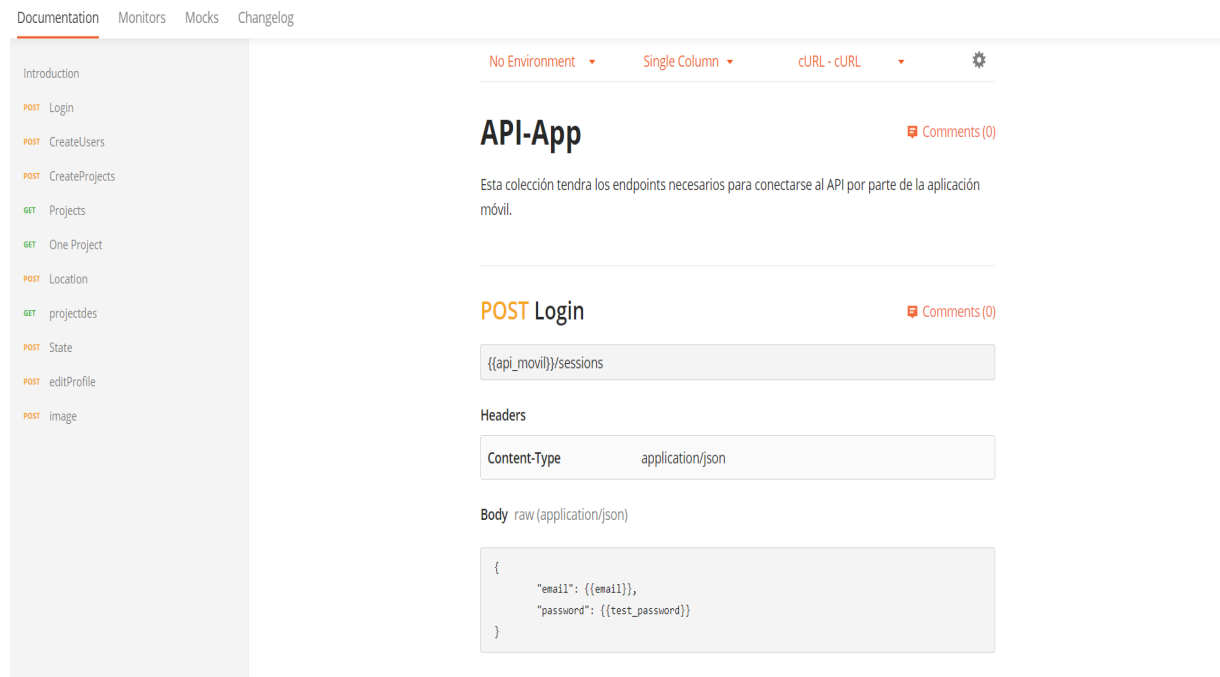 Documentation Monitors Mocks Changelog
Introduction
POST Login
POST CreateUsers
POST CreateProjects
GET Projects
GET One Project
POST Location
GET projectdes
POST State
POST editProfile
POST image
No Environment Single Column cURL - cURL
API-App Comments (0)
Esta colección tendra los endpoints necesarios para conectarse al API por parte de la aplicación
móvil.
POST Login Comments (0)
{{api_movil}}/sessions
Headers
Content-Type application/json
Body raw (application/json)
{
"email": {{email}},
"password": {{test_password}}
}